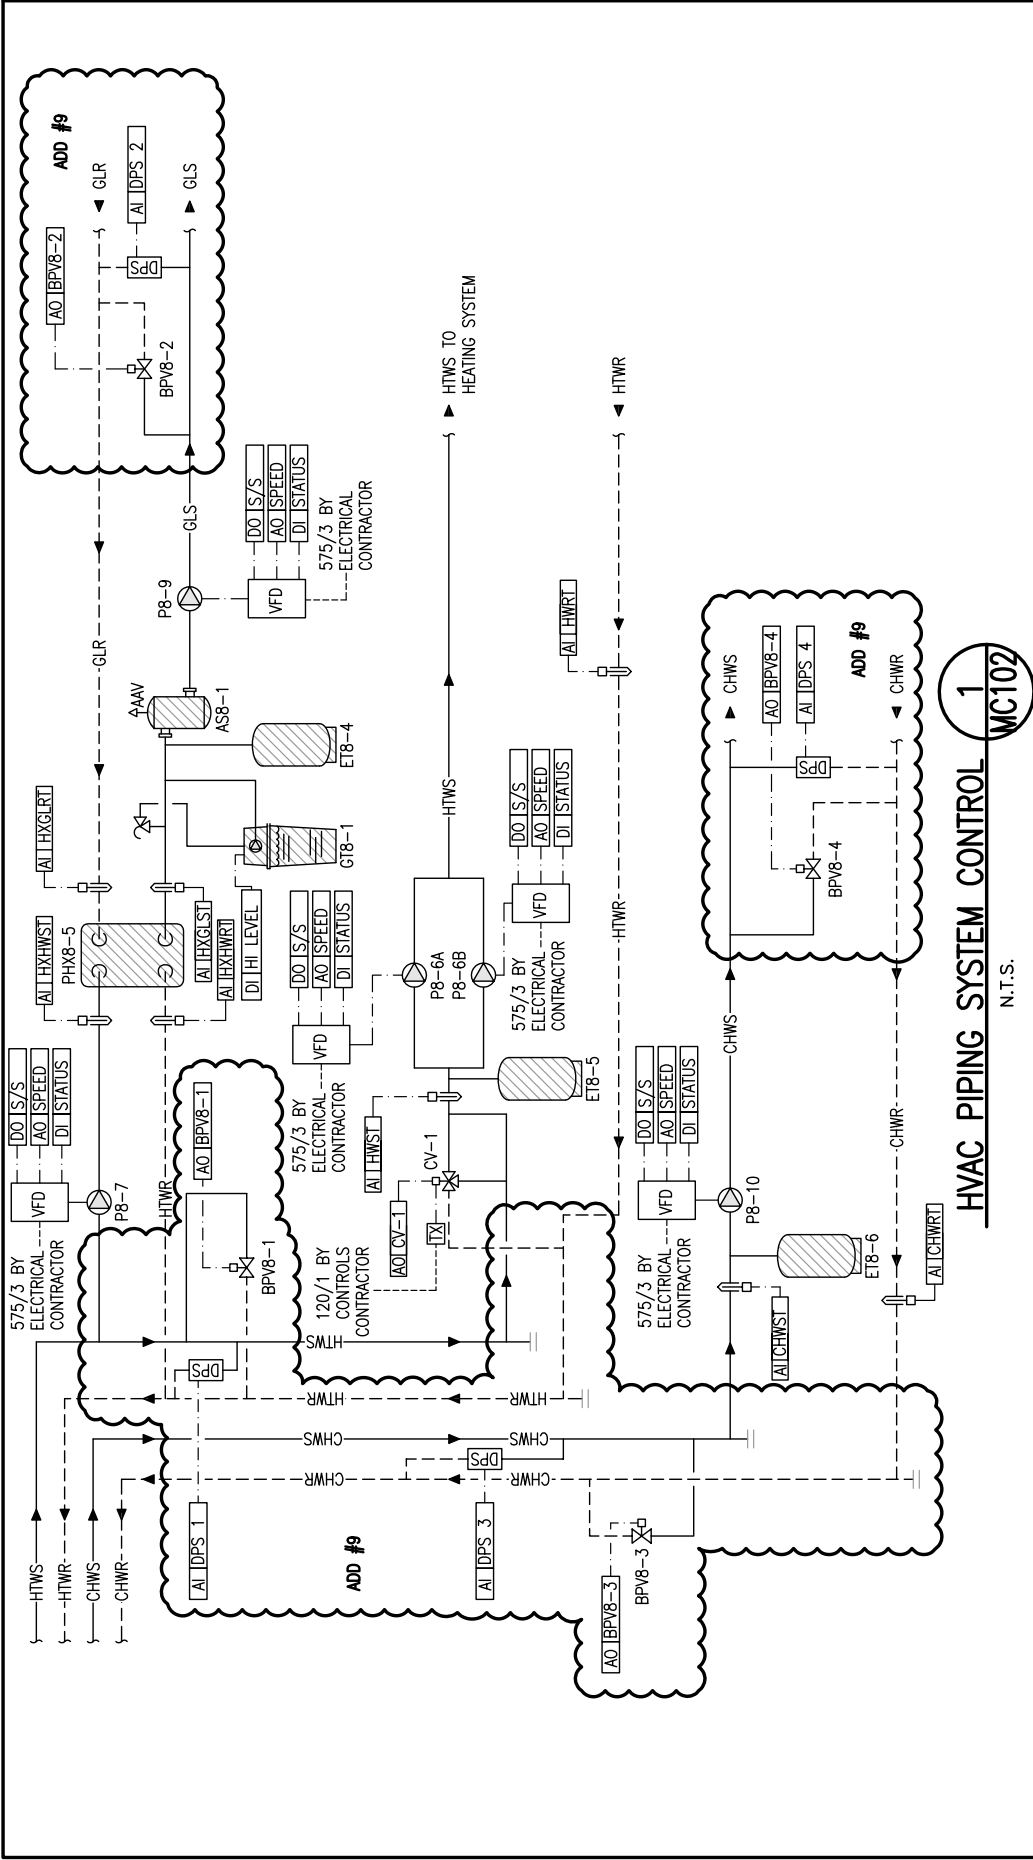 HTWS
HTWR
CHWS
CHWR
575/3 BY
ELECTRICAL
CONTRACTOR
VFD
DO S/S
AO SPEED
DI STATUS
P8-7
AI HXHWST
PHX8-5
AI HXGLRT
GLR
AI HXGLST
AI HXHWRT
DI HI LEVEL
GT8-1
ET8-4
AAV
AS8-1
P8-9
GLS
VFD
DO S/S
AO SPEED
DI STATUS
575/3 BY
ELECTRICAL
CONTRACTOR
ADD #9
AO BPV8-2
BPV8-2
AI DPS 2
DPS
GLR
GLS
HTWR
AO BPV8-1
BPV8-1
DPS
AI DPS 1
HTWS
HTWR
HTWR
CHWS
CHWS
CHWR
CHWR
DPS
AI DPS 3
ADD #9
AO BPV8-3
BPV8-3
575/3 BY
ELECTRICAL
CONTRACTOR
VFD
DO S/S
AO SPEED
DI STATUS
120/1 BY
CONTROLS
CONTRACTOR
AO CV-1
TX
CV-1
AI HWST
ET8-5
P8-6A
P8-6B
575/3 BY
ELECTRICAL
CONTRACTOR
VFD
DO S/S
AO SPEED
DI STATUS
HTWS
HTWS TO
HEATING SYSTEM
HTWR
AI HWRT
HTWR
575/3 BY
ELECTRICAL
CONTRACTOR
VFD
DO S/S
AO SPEED
DI STATUS
P8-10
AI CHWST
ET8-6
CHWS
CHWR
AI CHWRT
BPV8-4
DPS
AO BPV8-4
AI DPS 4
ADD #9
CHWS
CHWR
HVAC PIPING SYSTEM CONTROL
N.T.S.
1
MC102